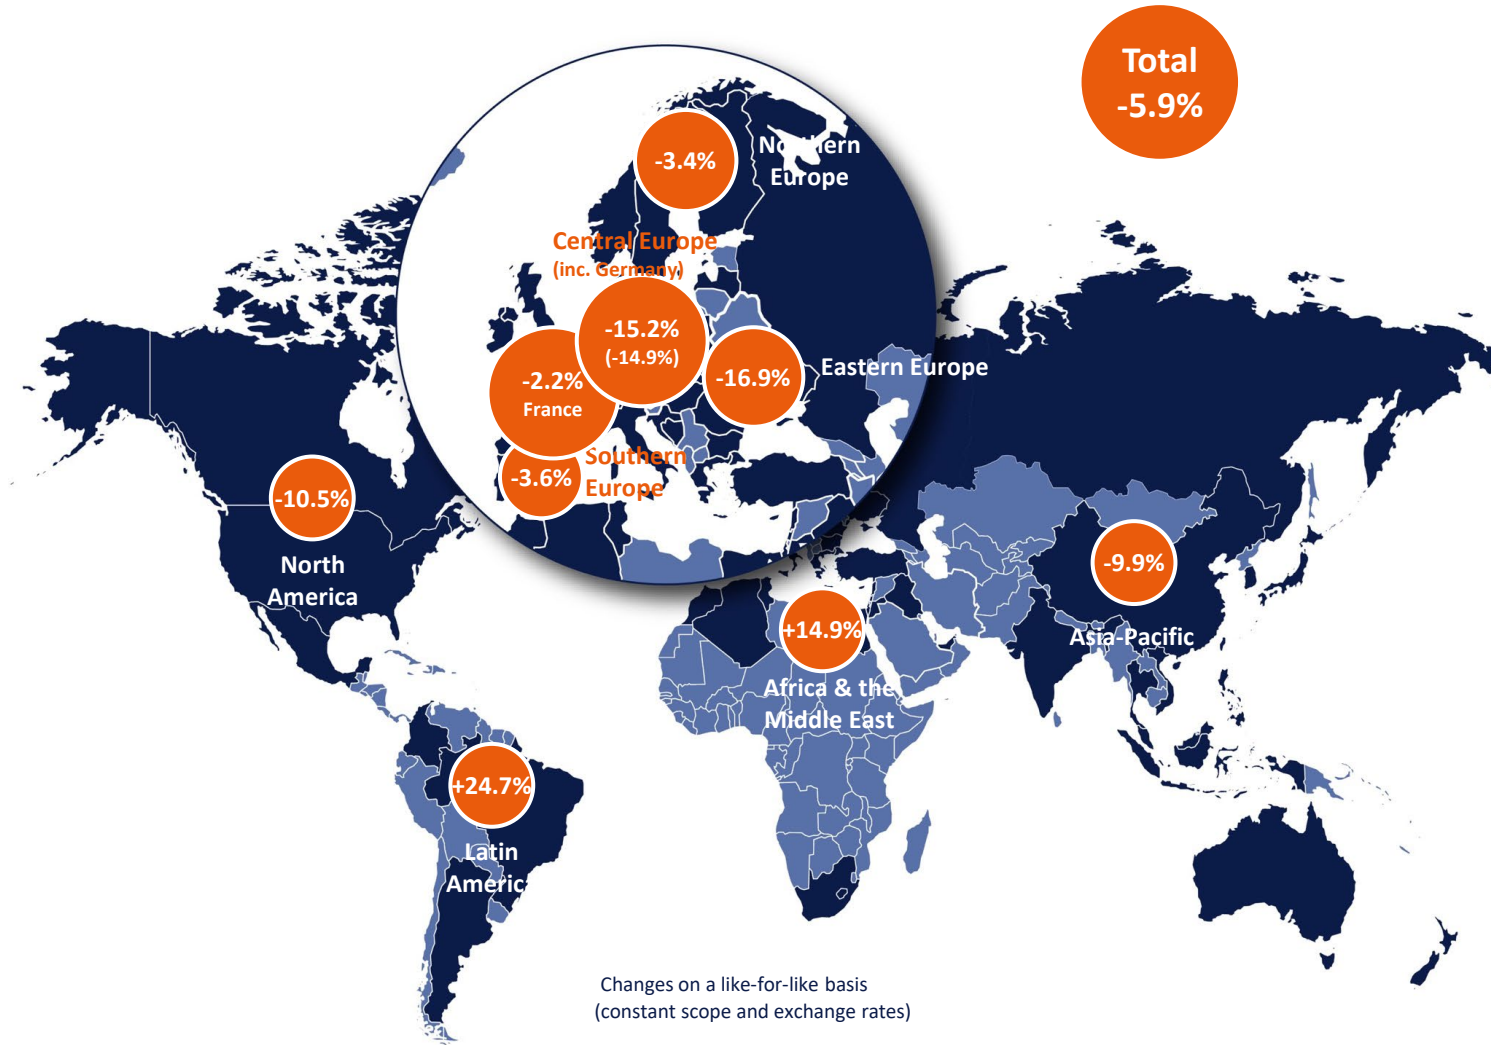 Total
-5.9%
-3.4%
Northern
Europe
Central Europe
(inc. Germany)
-15.2%
(-14.9%)
-2.2%
France
-16.9%
Eastern Europe
-3.6%
Southern
Europe
-10.5%
North
America
-9.9%
Asia-Pacific
+14.9%
Africa & the
Middle East
+24.7%
Latin
America
Changes on a like-for-like basis
(constant scope and exchange rates)